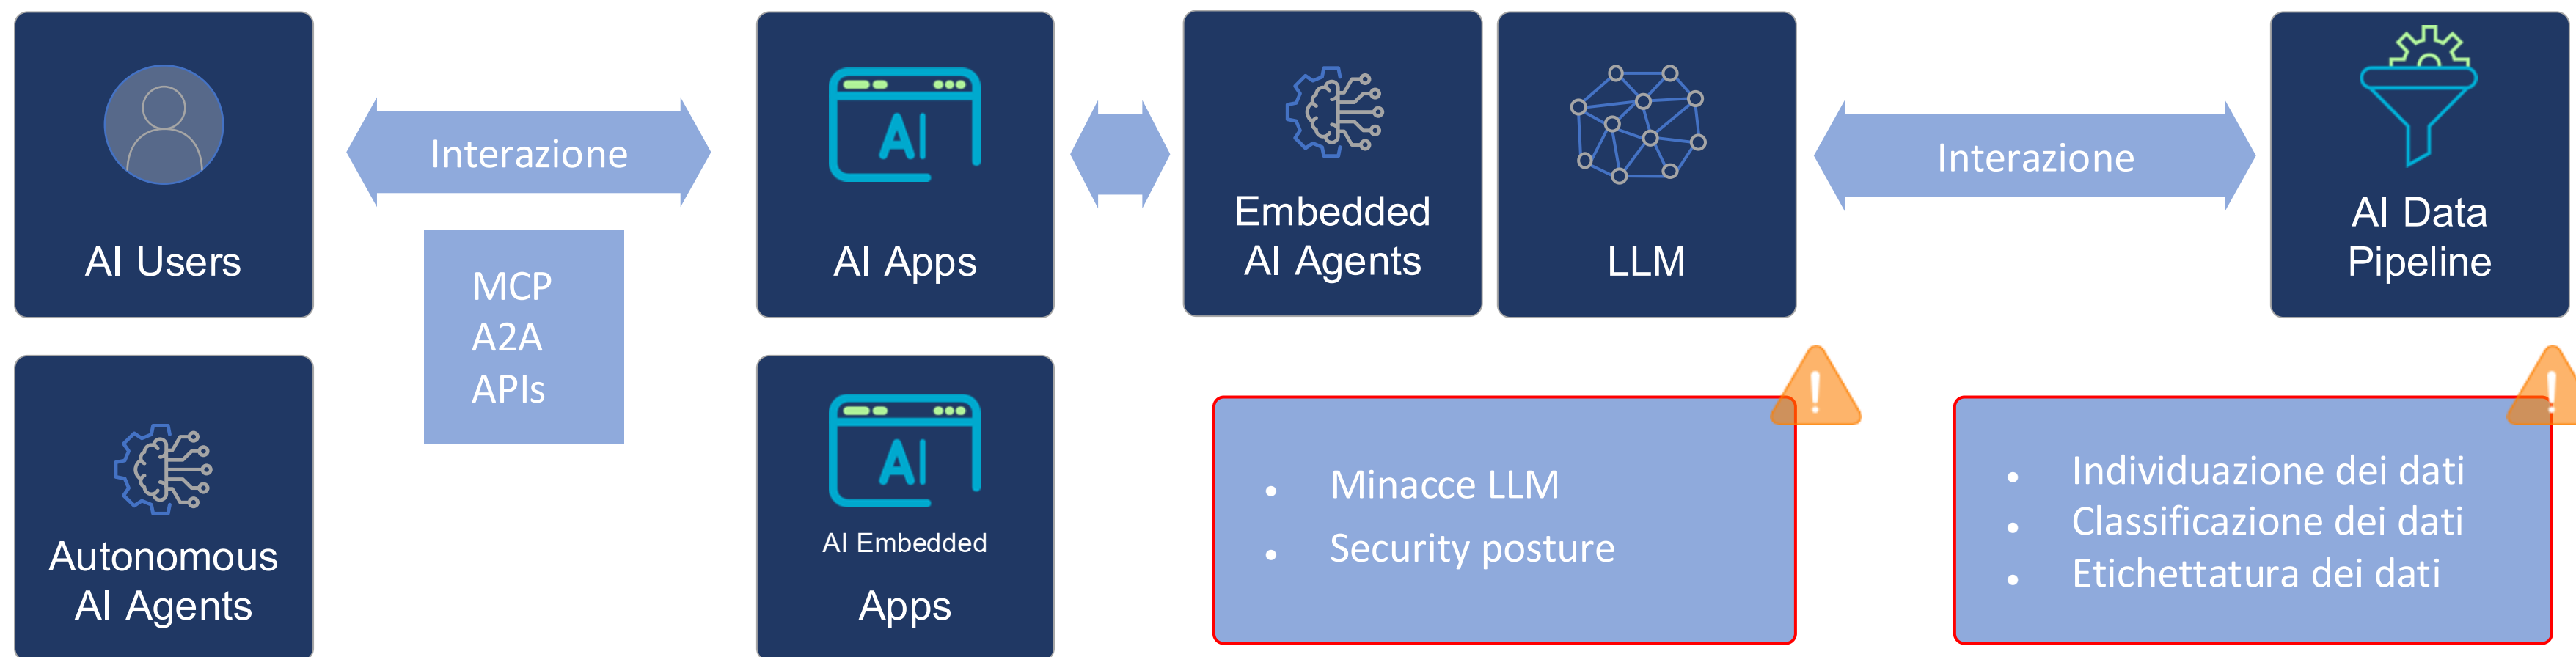 AI Users
Interazione
MCP
A2A
APIs
AI
AI Apps
Embedded
AI Agents
LLM
Interazione
AI Data
Pipeline
Autonomous
AI Agents
AI
AI Embedded
Apps
• Minacce LLM
• Security posture
• Individuazione dei dati
• Classificazione dei dati
• Etichettatura dei dati